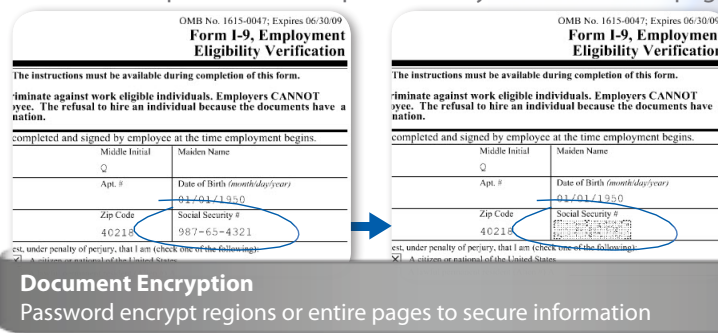 OMB No. 1615-0047; Expires 06/30/09
Form I-9, Employment
Eligibility Verification
The instructions must be available during completion of this form.
riminate against work eligible individuals. Employers CANNOT
oyee. The refusal to hire an individual because the documents have a
nation.
completed and signed by employee at the time employment begins.
Middle Initial Maiden Name
Q
Apt. # Date of Birth (month/day/year)
01/01/1950
Zip Code Social Security #
40218 987-65-4321
est, under penalty of perjury, that I am (check one of the following):
A citizen or national of the United States
OMB No. 1615-0047; Expires 06/30/09
Form I-9, Employmen
Eligibility Verification
The instructions must be available during completion of this form.
riminate against work eligible individuals. Employers CANNOT
oyee. The refusal to hire an individual because the documents have
nation.
completed and signed by employee at the time employment begins.
Middle Initial Maiden Name
Q
Apt. # Date of Birth (month/day/year)
01/01/1950
Zip Code Social Security #
40218
est, under penalty of perjury, that I am (check one of the following):
A citizen or national of the United States
Document Encryption
Password encrypt regions or entire pages to secure information